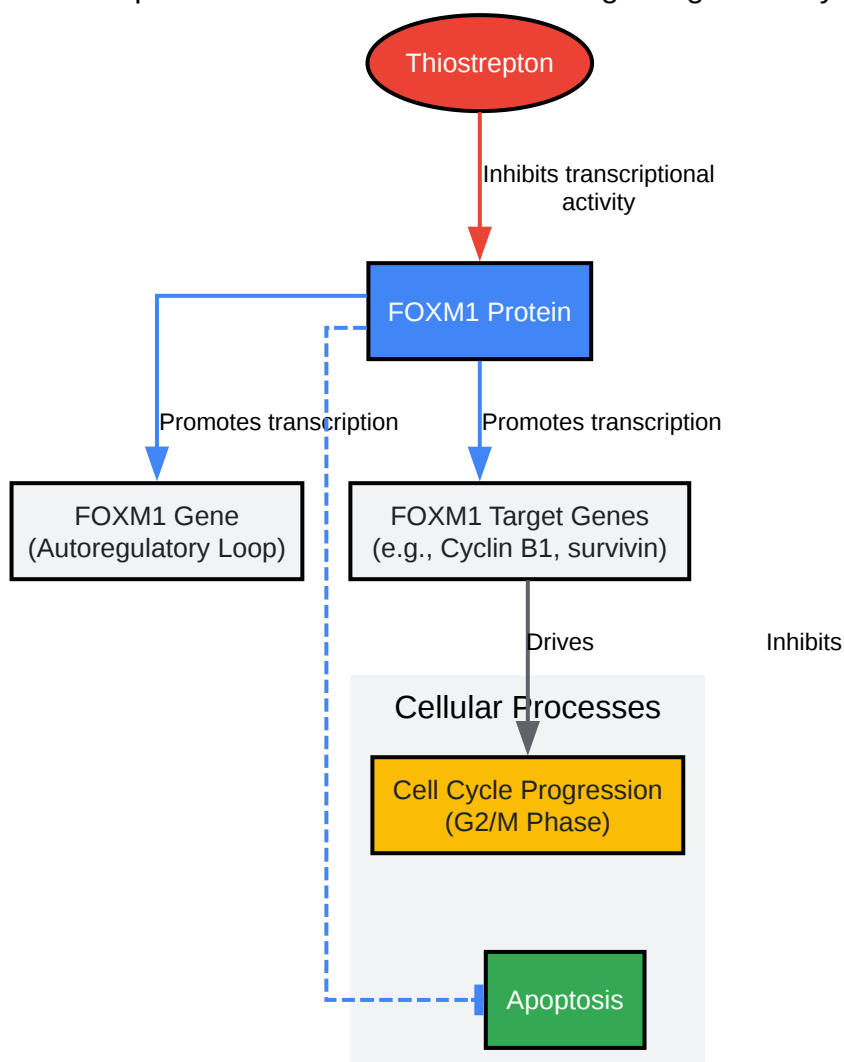 Thiostrepton
Inhibits transcriptional
activity
FOXM1 Protein
Promotes transcription
Promotes transcription
FOXM1 Gene
(Autoregulatory Loop)
FOXM1 Target Genes
(e.g., Cyclin B1, survivin)
Drives
Inhibits
Cellular Processes
Cell Cycle Progression
(G2/M Phase)
Apoptosis